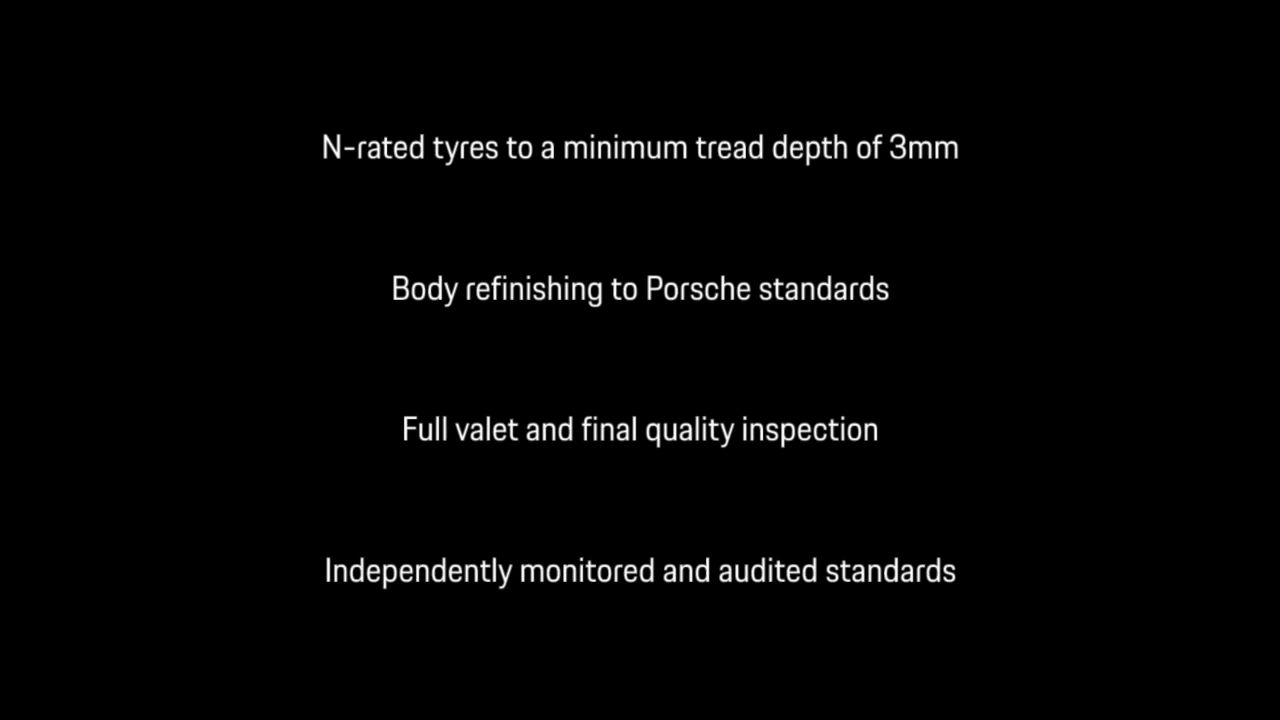 N-rated tyres to a minimum tread depth of 3mm
Body refinishing to Porsche standards
Full valet and final quality inspection
Independently monitored and audited standards